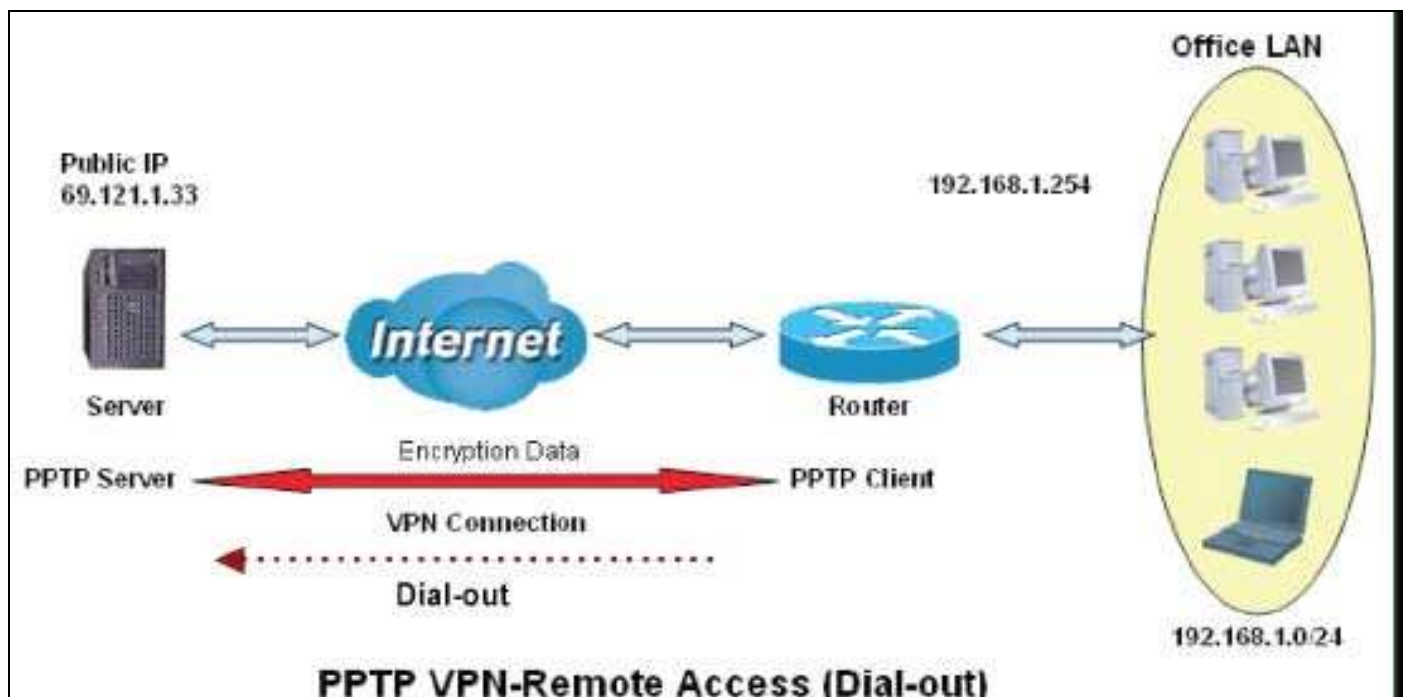 Office LAN
Public IP
69.121.1.33
192.168.1.254
Internet
Server
Router
Encryption Data
PPTP Server
PPTP Client
VPN Connection
Dial-out
192.168.1.0/24
PPTP VPN-Remote Access (Dial-out)